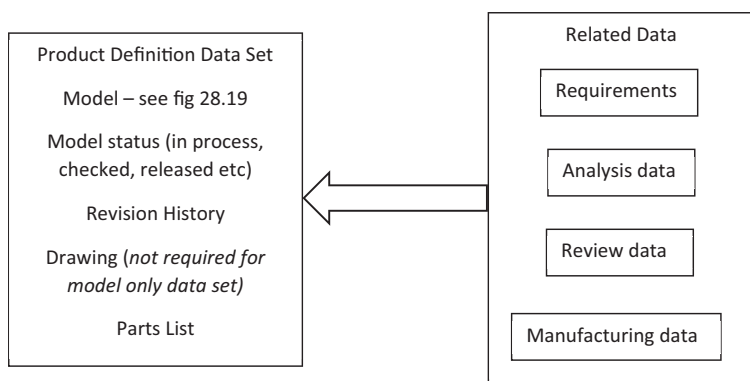 Product Definition Data Set
Model – see fig 28.19
Model status (in process,
checked, released etc)
Revision History
Drawing (not required for
model only data set)
Parts List
Related Data
Requirements
Analysis data
Review data
Manufacturing data